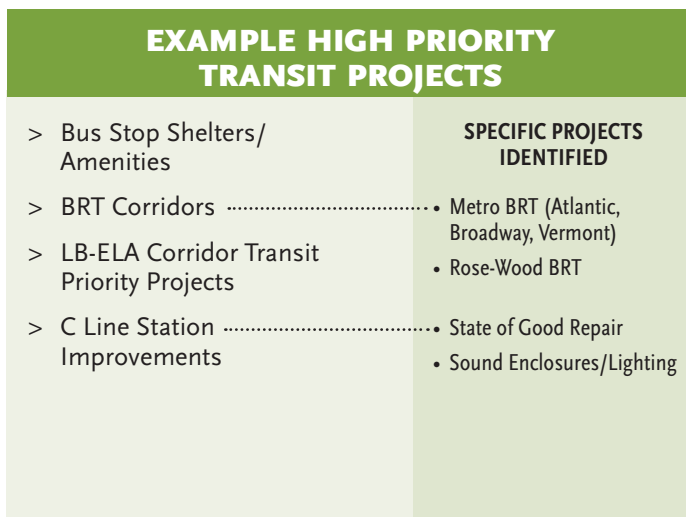 EXAMPLE HIGH PRIORITY
TRANSIT PROJECTS
> Bus Stop Shelters/
Amenities
> BRT Corridors
> LB-ELA Corridor Transit
Priority Projects
> C Line Station
Improvements
SPECIFIC PROJECTS
IDENTIFIED
• Metro BRT (Atlantic,
Broadway, Vermont)
• Rose-Wood BRT
• State of Good Repair
• Sound Enclosures/Lighting